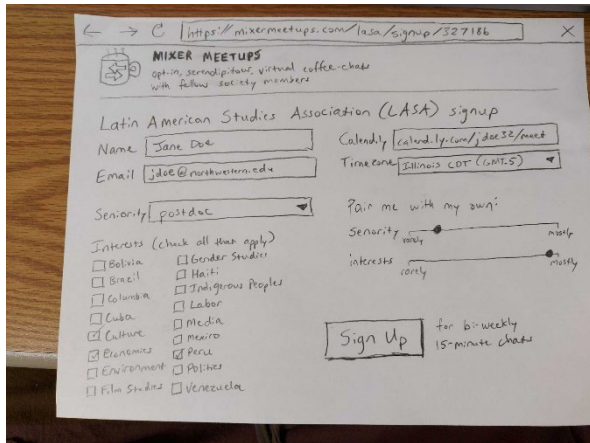 https://mixermeetups.com/lasa/signup/327186
MIXER MEETUPS
opt-in, serendipitous, virtual coffee-chats
with fellow society members
Latin American Studies Association (LASA) signup
Name Jane Doe
Email jdoe@northwestern.edu
Calendily calendily.com/jdoe32/meet
Timezone Illinois CDT (GMT-5)
Seniority postdoc
Pair me with my own:
seniority rarely mostly
interests rarely mostly
Interests (check all that apply)
Bolivia
Brazil
Columbia
Cuba
Culture
Economics
Environment
Film Studies
Gender Studies
Haiti
Indigenous Peoples
Labor
Media
Mexico
Peru
Politics
Venezuela
Sign Up
for bi-weekly
15-minute chats